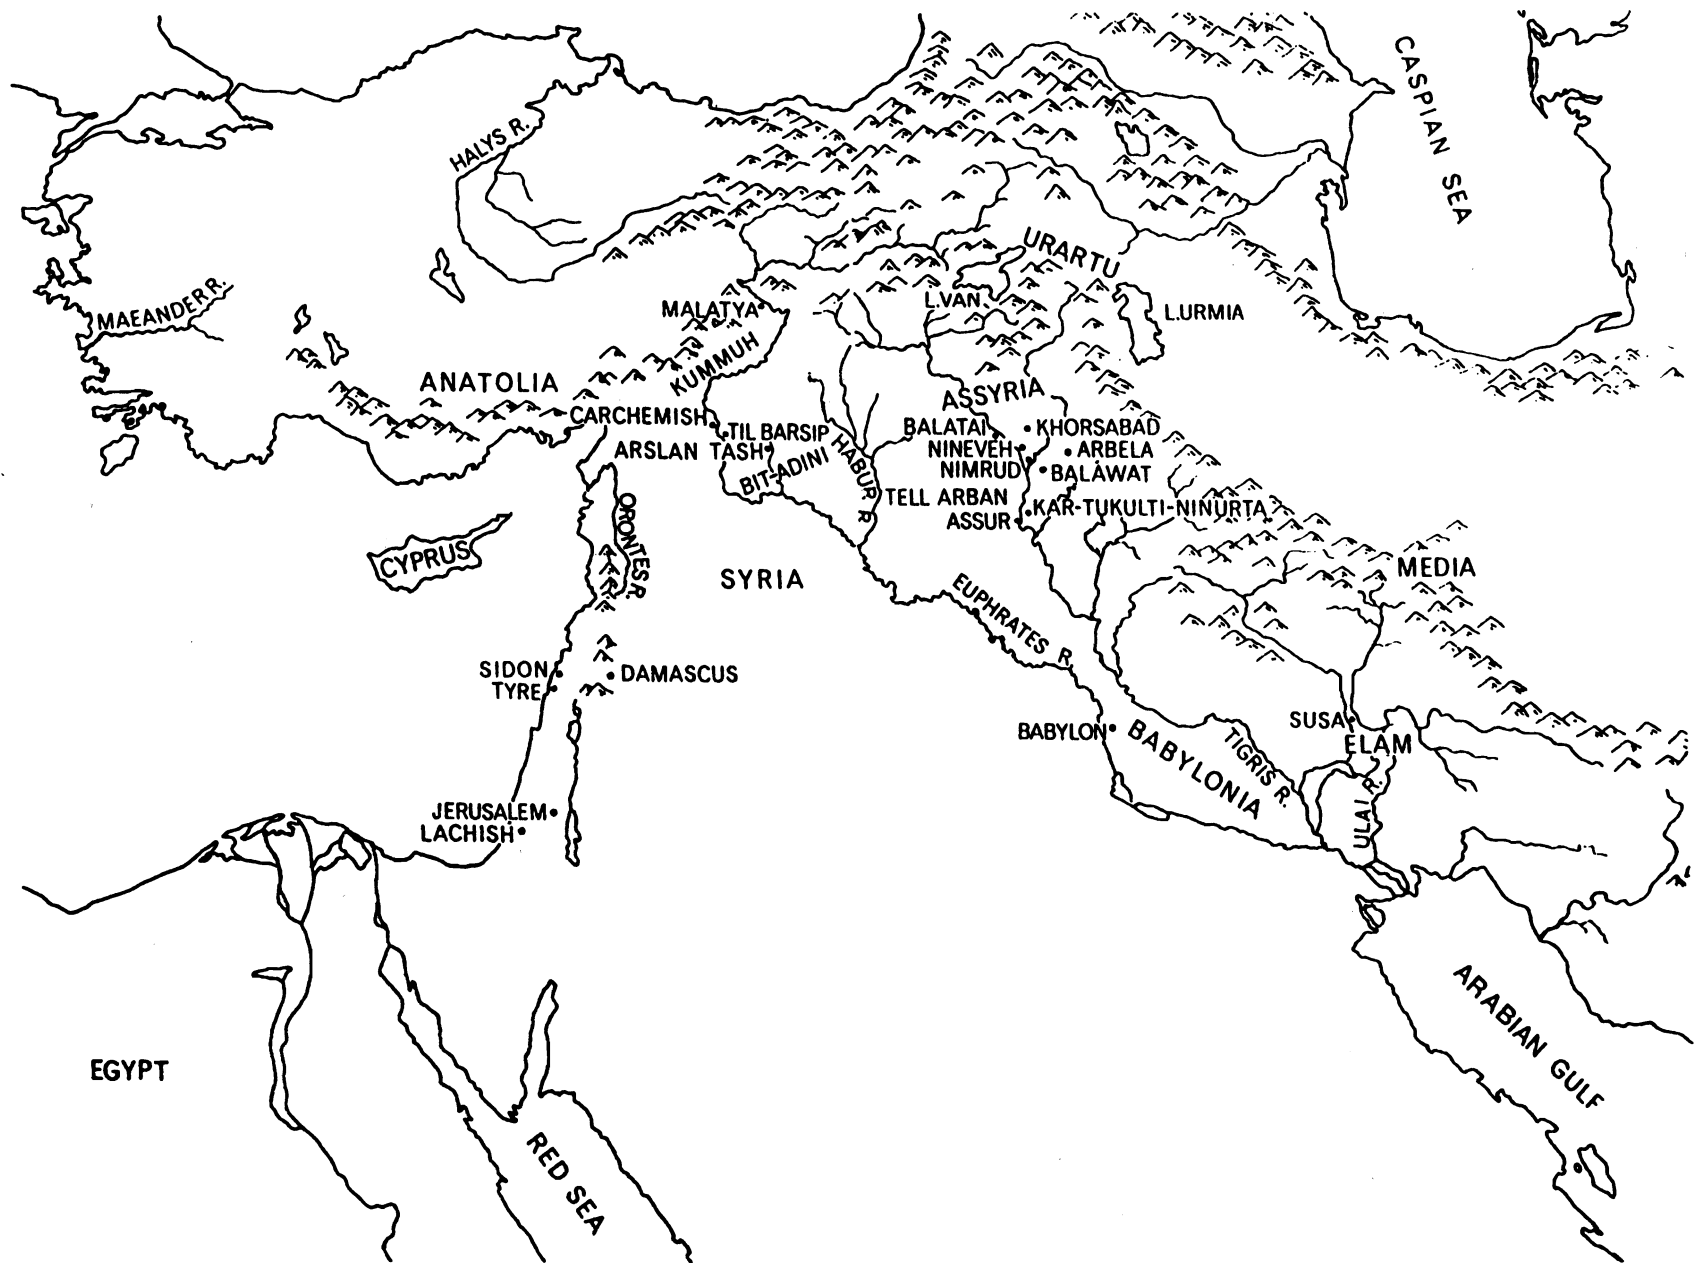 CASPIAN SEA
HALYS R.
URARTU
MAEANDER R.
L.VAN
MALATYA
L.URMIA
KUMMUH
ANATOLIA
ASSYRIA
CARCHEMISH
TIL BARSIP
BALATAI
KHORSABAD
ARSLAN TASH
HABUR R
NINEVEH
ARBELA
BIT-ADINI
NIMRUD
BALAWAT
ORONTES R.
TELL ARBAN
KAR-TUKULTI-NINURTA
ASSUR
CYPRUS
SYRIA
MEDIA
EUPHRATES R.
SIDON
DAMASCUS
TYRE
BABYLON
BABYLONIA
TIGRIS R.
SUSA
ELAM
ULAI R.
JERUSALEM
LACHISH
ARABIAN GULF
EGYPT
RED SEA